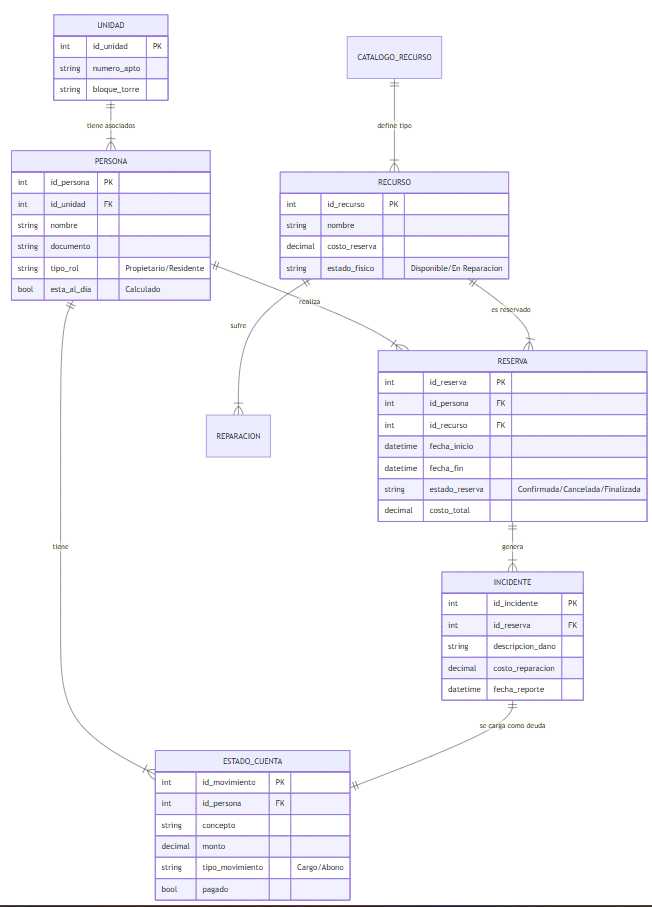 UNIDAD
int id_unidad PK
string numero_apto
string bloque_torre
CATALOGO_RECURSO
tiene asociados
define tipo
PERSONA
int id_persona PK
int id_unidad FK
string nombre
string documento
string tipo_rol Propietario/Residente
bool esta_al_dia Calculado
RECURSO
int id_recurso PK
string nombre
decimal costo_reserva
string estado_fisico Disponible/En Reparacion
realiza
es reservado
sufre
RESERVA
int id_reserva PK
int id_persona FK
int id_recurso FK
datetime fecha_inicio
datetime fecha_fin
string estado_reserva Confirmada/Cancelada/Finalizada
decimal costo_total
REPARACION
tiene
genera
INCIDENTE
int id_incidente PK
int id_reserva FK
string descripcion_dano
decimal costo_reparacion
datetime fecha_reporte
se carga como deuda
ESTADO_CUENTA
int id_movimiento PK
int id_persona FK
string concepto
decimal monto
string tipo_movimiento Cargo/Abono
bool pagado